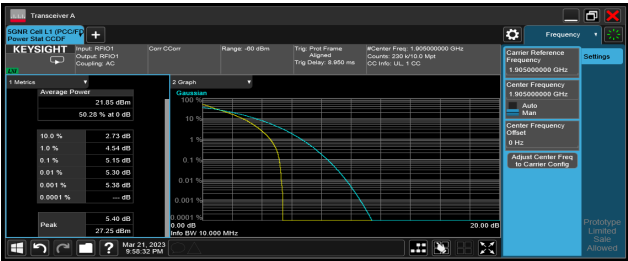 Transceiver A
5GNR Cell L1 (PCC/FD
Power Stat CCDF
Frequency
KEYSIGHT
Input: RFIO1
Output: RFIO1
Coupling: AC
Corr CCorr
Range: -60 dBm
Trig: Prot Frame
Aligned
Trig Delay: 8.950 ms
#Center Freq: 1.905000000 GHz
Counts: 230 k/10.0 Mpt
CC Info: UL, 1 CC
LXI
1 Metrics
Average Power
21.85 dBm
50.28 % at 0 dB
10.0 % 2.73 dB
1.0 % 4.54 dB
0.1 % 5.15 dB
0.01 % 5.30 dB
0.001 % 5.38 dB
0.0001 % --- dB
Peak
5.40 dB
27.25 dBm
2 Graph
Gaussian
100 %
10 %
1 %
0.1 %
0.01 %
0.001 %
0.0001 %
0.00 dB 20.00 dB
Info BW 10.000 MHz
Carrier Reference
Frequency
1.905000000 GHz
Center Frequency
1.905000000 GHz
Auto
Man
Center Frequency
Offset
0 Hz
Adjust Center Freq
to Carrier Config
Settings
Prototype
Limited
Sale
Allowed
?
Mar 21, 2023
9:58:32 PM